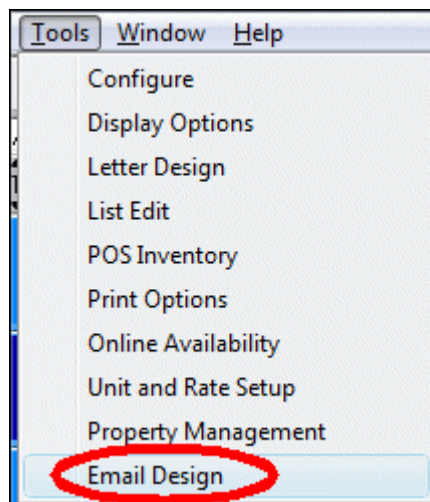 Tools Window Help
Configure
Display Options
Letter Design
List Edit
POS Inventory
Print Options
Online Availability
Unit and Rate Setup
Property Management
Email Design